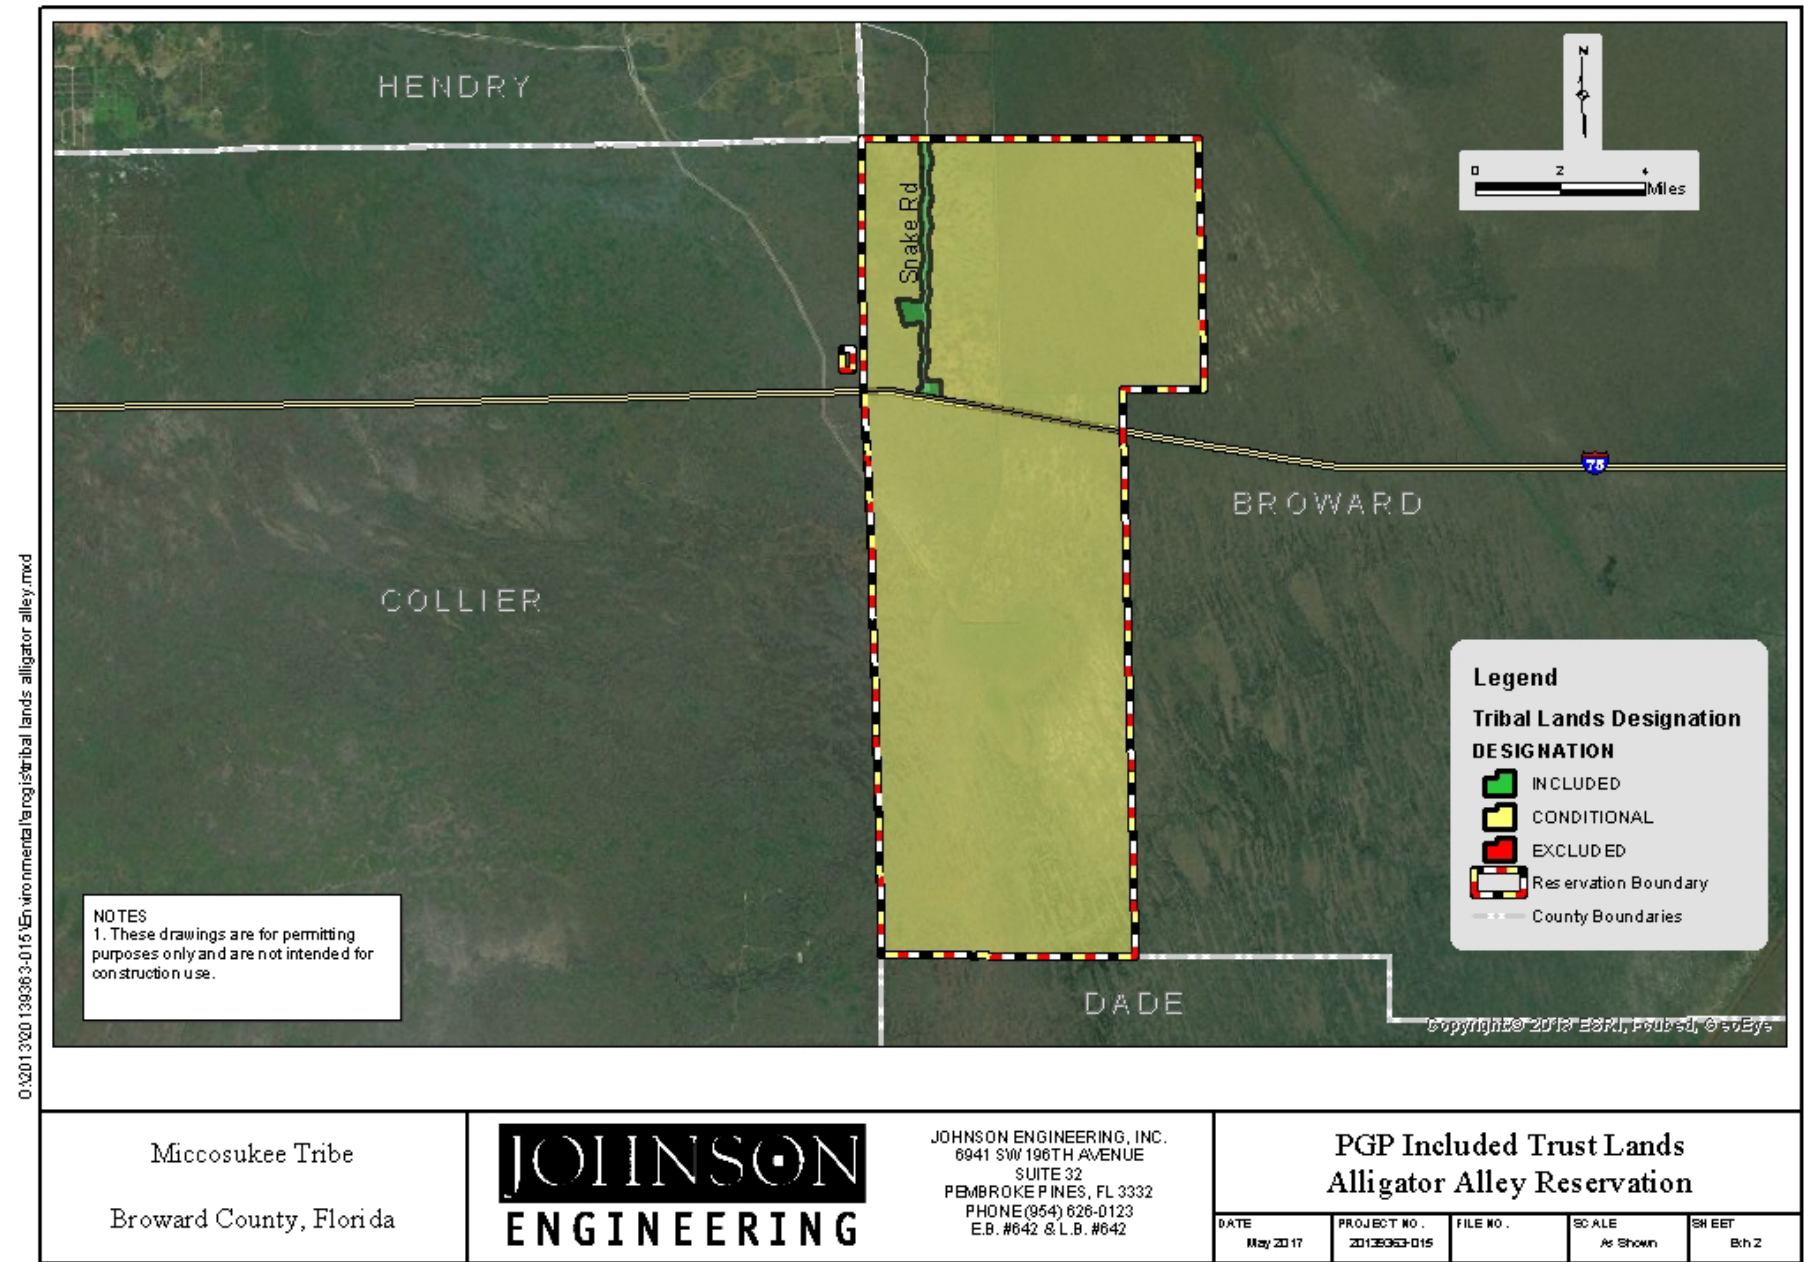 HENDRY
N
0 2 4
Miles
Snake Rd
75
BROWARD
COLLIER
DADE
Legend
Tribal Lands Designation
DESIGNATION
INCLUDED
CONDITIONAL
EXCLUDED
Reservation Boundary
County Boundaries
NOTES
1. These drawings are for permitting
purposes only and are not intended for
construction use.
Copyright:© 2013 ESRI, i-cubed, GeoEye
Miccosukee Tribe
Broward County, Florida
JOHNSON
ENGINEERING
JOHNSON ENGINEERING, INC.
6941 SW 196TH AVENUE
SUITE 32
PEMBROKE PINES, FL 3332
PHONE (954) 626-0123
E.B. #642 & L.B. #642
PGP Included Trust Lands
Alligator Alley Reservation
DATE
May 2017
PROJECT NO.
20139363-015
FILE NO.
SCALE
As Shown
SHEET
Exh 2